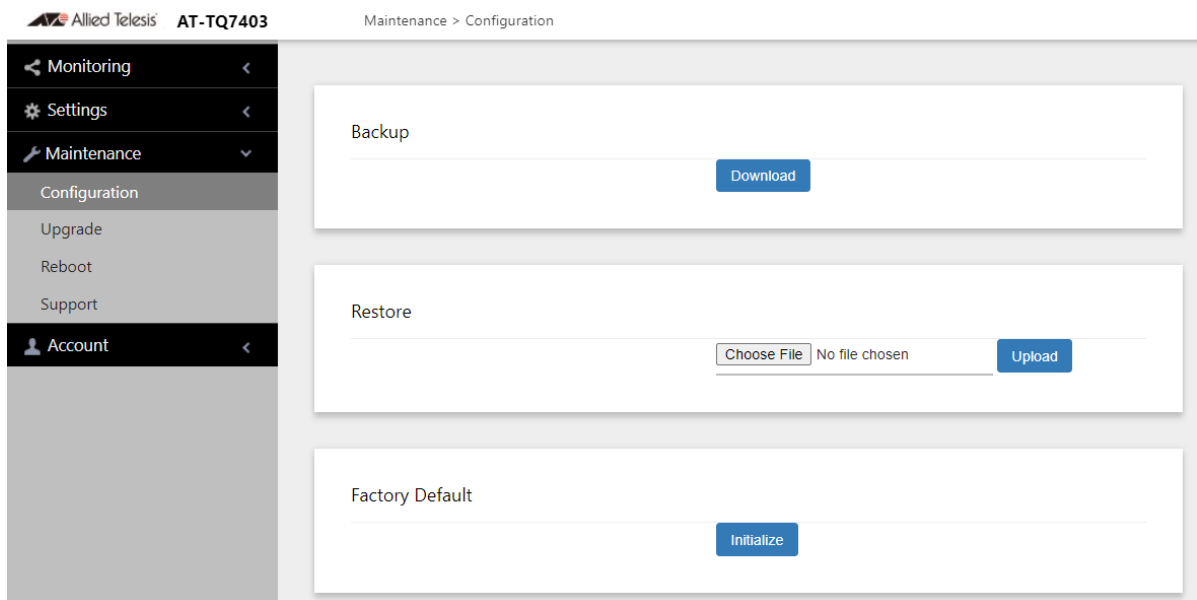 Allied Telesis AT-TQ7403
Maintenance > Configuration
Monitoring
Settings
Maintenance
Configuration
Upgrade
Reboot
Support
Account
Backup
Download
Restore
Choose File No file chosen Upload
Factory Default
Initialize